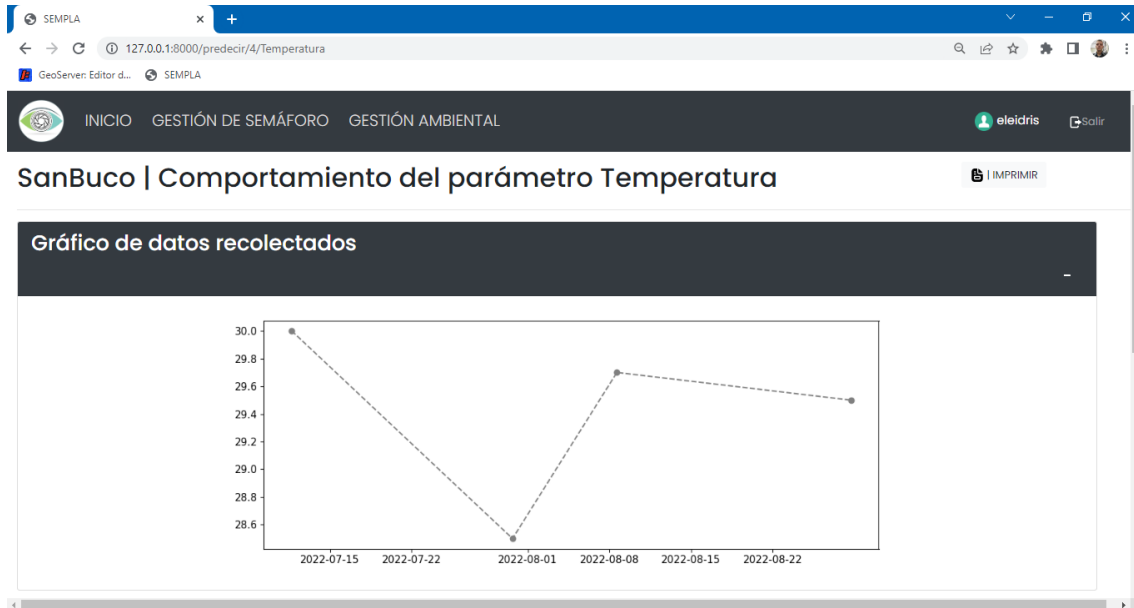 SEMPLA
127.0.0.1:8000/predecir/4/Temperatura
GeoServer: Editor d... SEMPLA
INICIO GESTIÓN DE SEMÁFORO GESTIÓN AMBIENTAL eleidris Salir
SanBuco | Comportamiento del parámetro Temperatura | IMPRIMIR
Gráfico de datos recolectados
-
30.0
29.8
29.6
29.4
29.2
29.0
28.8
28.6
2022-07-15 2022-07-22 2022-08-01 2022-08-08 2022-08-15 2022-08-22